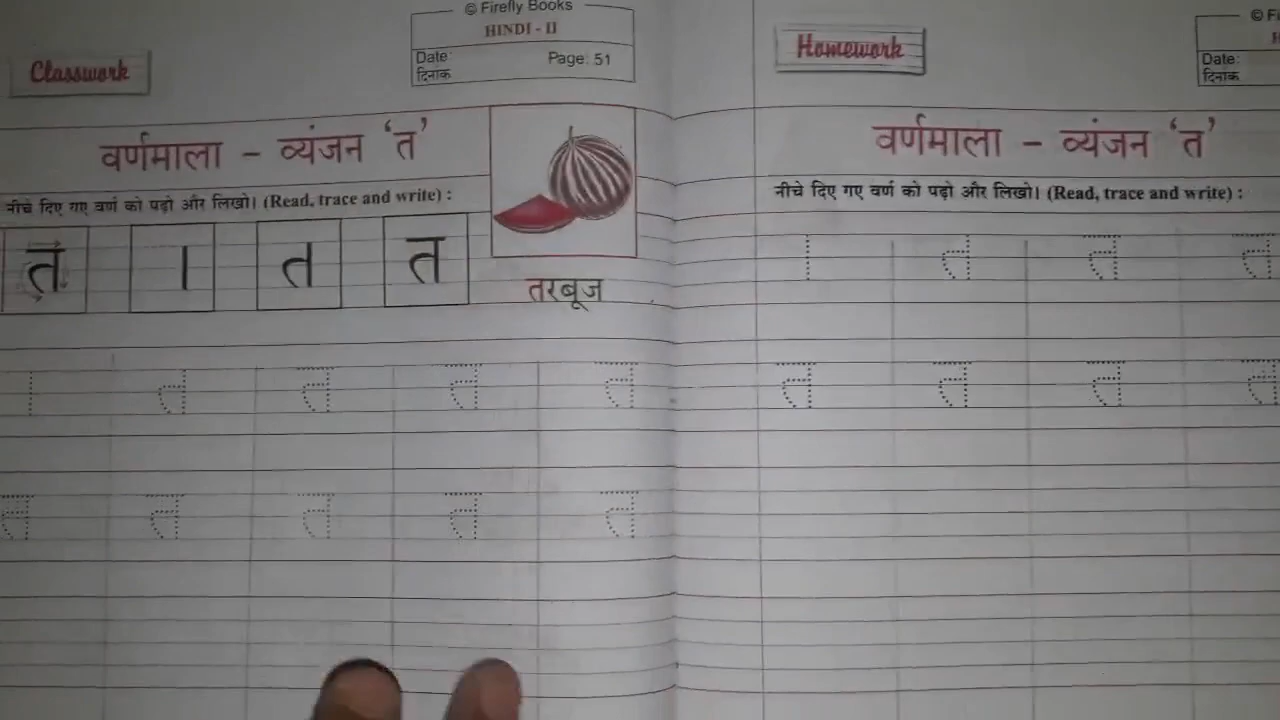 © Firefly Books
HINDI - II
Classwork
Date:
दिनांक
Page: 51
वर्णमाला – व्यंजन ‘त’
नीचे दिए गए वर्ण को पढ़ो और लिखो। (Read, trace and write) :
त । त त
तरबूज
। त त त त
त त त त त
Homework
Date:
दिनांक
वर्णमाला – व्यंजन ‘त’
नीचे दिए गए वर्ण को पढ़ो और लिखो। (Read, trace and write) :
। त त त
त त त त